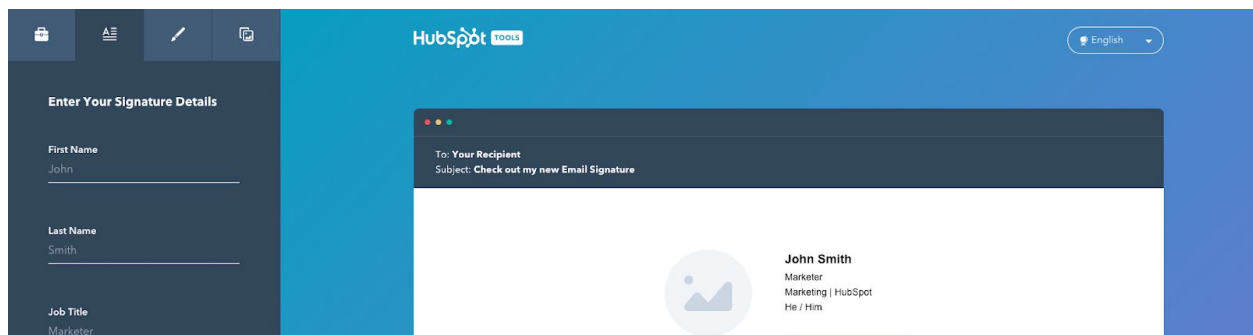 HubSpot TOOLS
English
Enter Your Signature Details
First Name
John
Last Name
Smith
Job Title
Marketer
To: Your Recipient
Subject: Check out my new Email Signature
John Smith
Marketer
Marketing | HubSpot
He / Him